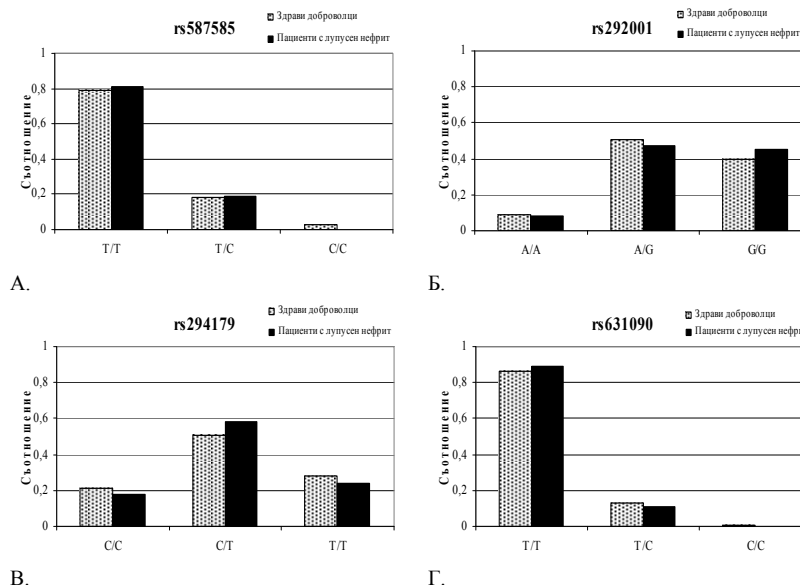 rs587585
Здрави доброволци
Пациенти с лупусен нефрит
Съотношение
1
0,8
0,6
0,4
0,2
0
T/T T/C C/C
А.
rs292001
Здрави доброволци
Пациенти с лупусен нефрит
Съотношение
1
0,8
0,6
0,4
0,2
0
A/A A/G G/G
Б.
rs294179
Здрави доброволци
Пациенти с лупусен нефрит
Съотношение
1
0,8
0,6
0,4
0,2
0
C/C C/T T/T
В.
rs631090
Здрави доброволци
Пациенти с лупусен нефри
Съотношение
1
0,8
0,6
0,4
0,2
0
T/T T/C C/C
Г.